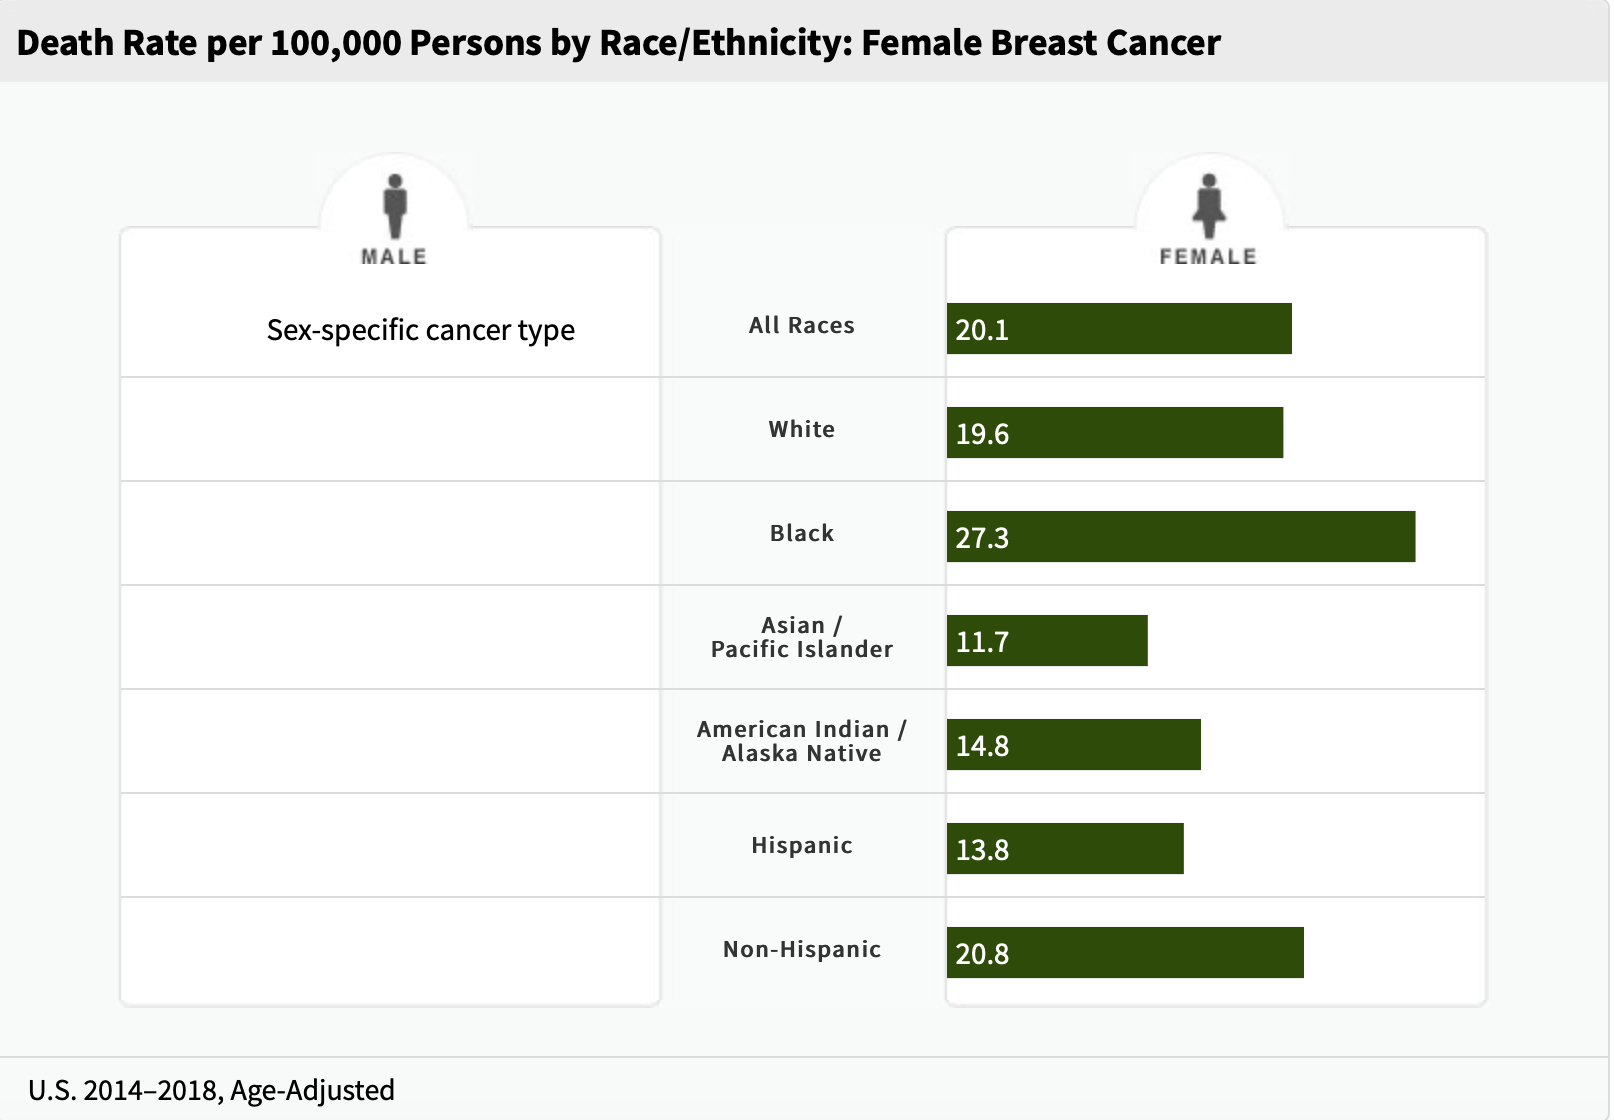 Death Rate per 100,000 Persons by Race/Ethnicity: Female Breast Cancer
MALE
FEMALE
Sex-specific cancer type
All Races
20.1
White
19.6
Black
27.3
Asian /
Pacific Islander
11.7
American Indian /
Alaska Native
14.8
Hispanic
13.8
Non-Hispanic
20.8
U.S. 2014–2018, Age-Adjusted